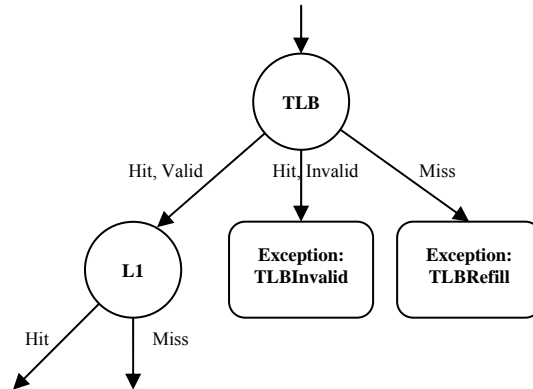 TLB
Hit, Valid
Hit, Invalid
Miss
Exception:
TLBInvalid
Exception:
TLBRefill
L1
Hit
Miss